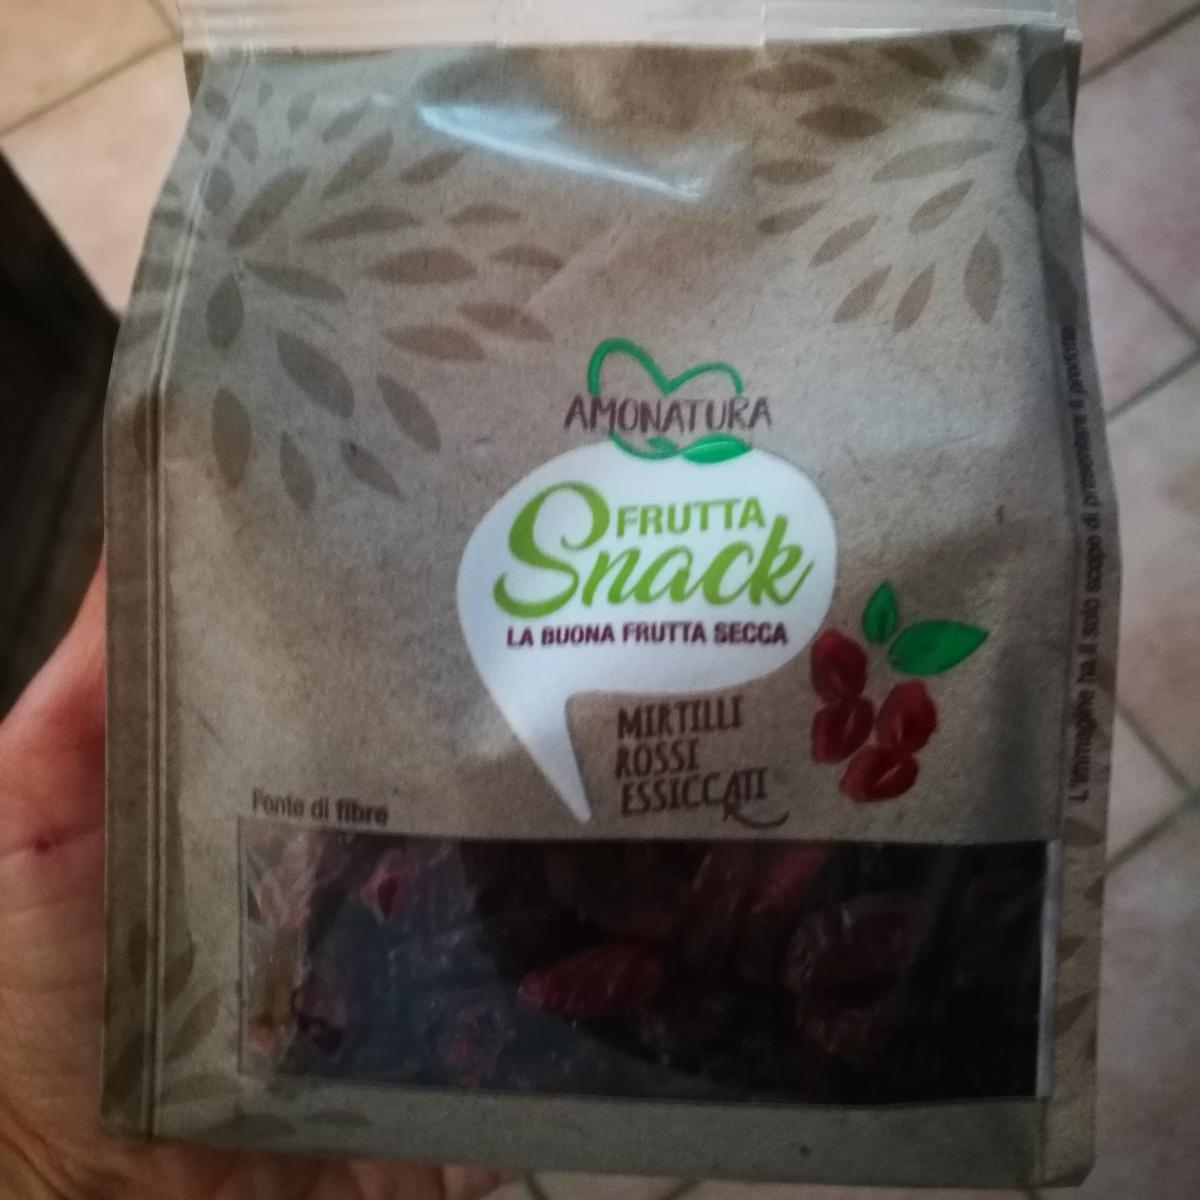 AMONATURA
FRUTTA
Snack
LA BUONA FRUTTA SECCA
MIRTILLI
ROSSI
ESSICCATI
Fonte di fibre
L'immagine ha il solo scopo di presentare il prodotto